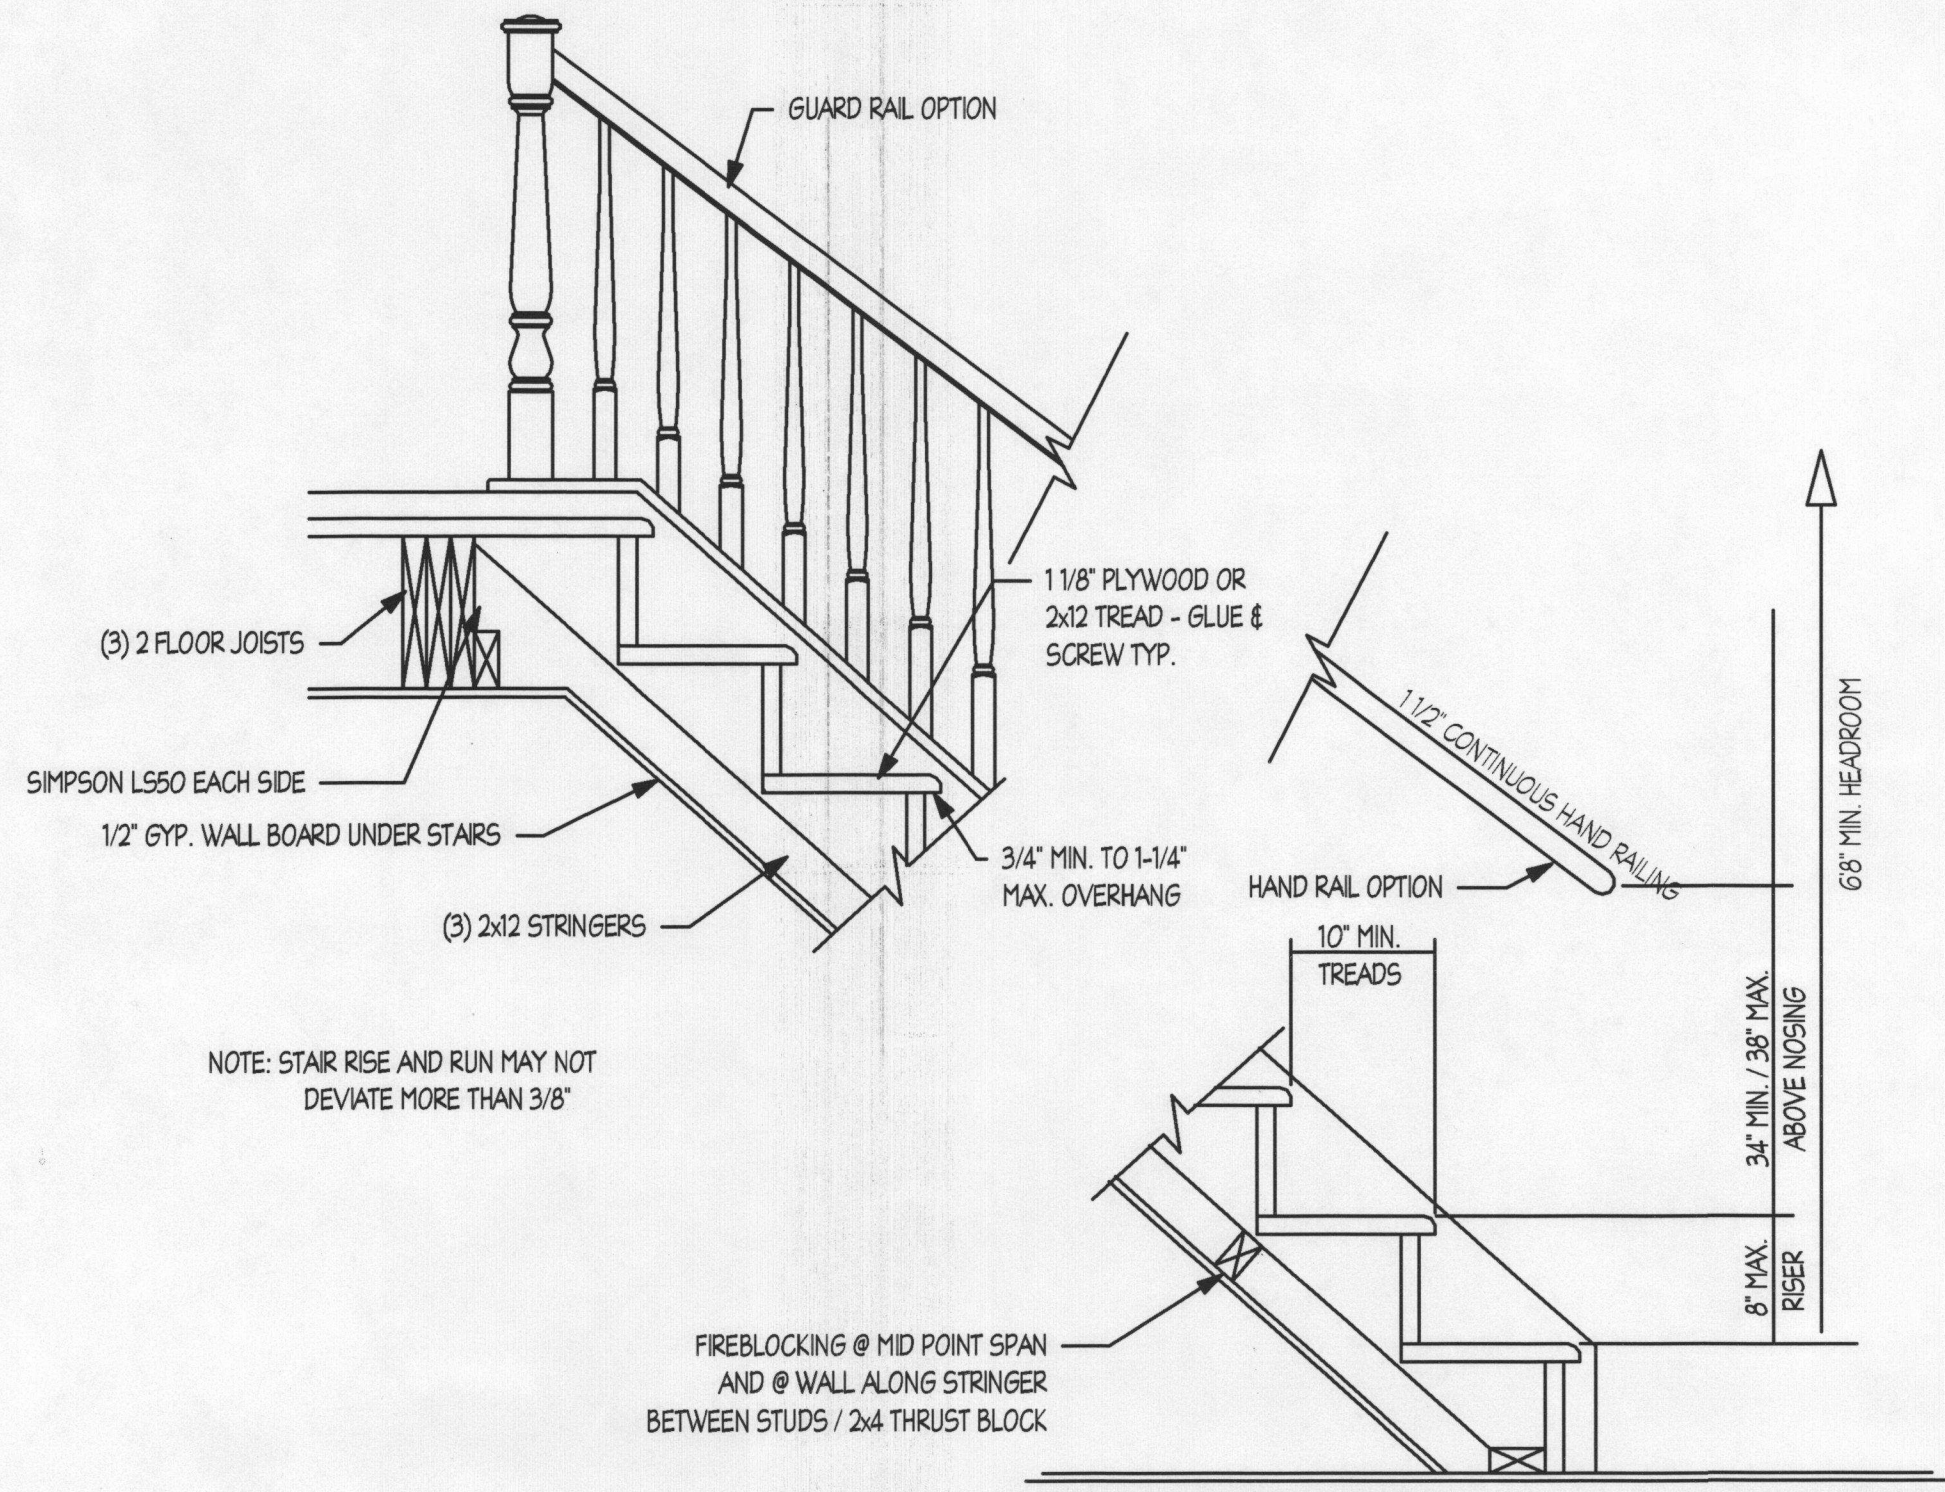 GUARD RAIL OPTION
1 1/8" PLYWOOD OR
2x12 TREAD - GLUE &
SCREW TYP.
(3) 2 FLOOR JOISTS
SIMPSON LS50 EACH SIDE
1/2" GYP. WALL BOARD UNDER STAIRS
(3) 2x12 STRINGERS
3/4" MIN. TO 1-1/4"
MAX. OVERHANG
1 1/2" CONTINUOUS HAND RAILING
HAND RAIL OPTION
6'8" MIN. HEADROOM
10" MIN.
TREADS
34" MIN. / 38" MAX.
ABOVE NOSING
8" MAX.
RISER
NOTE: STAIR RISE AND RUN MAY NOT
DEVIATE MORE THAN 3/8"
FIREBLOCKING @ MID POINT SPAN
AND @ WALL ALONG STRINGER
BETWEEN STUDS / 2x4 THRUST BLOCK